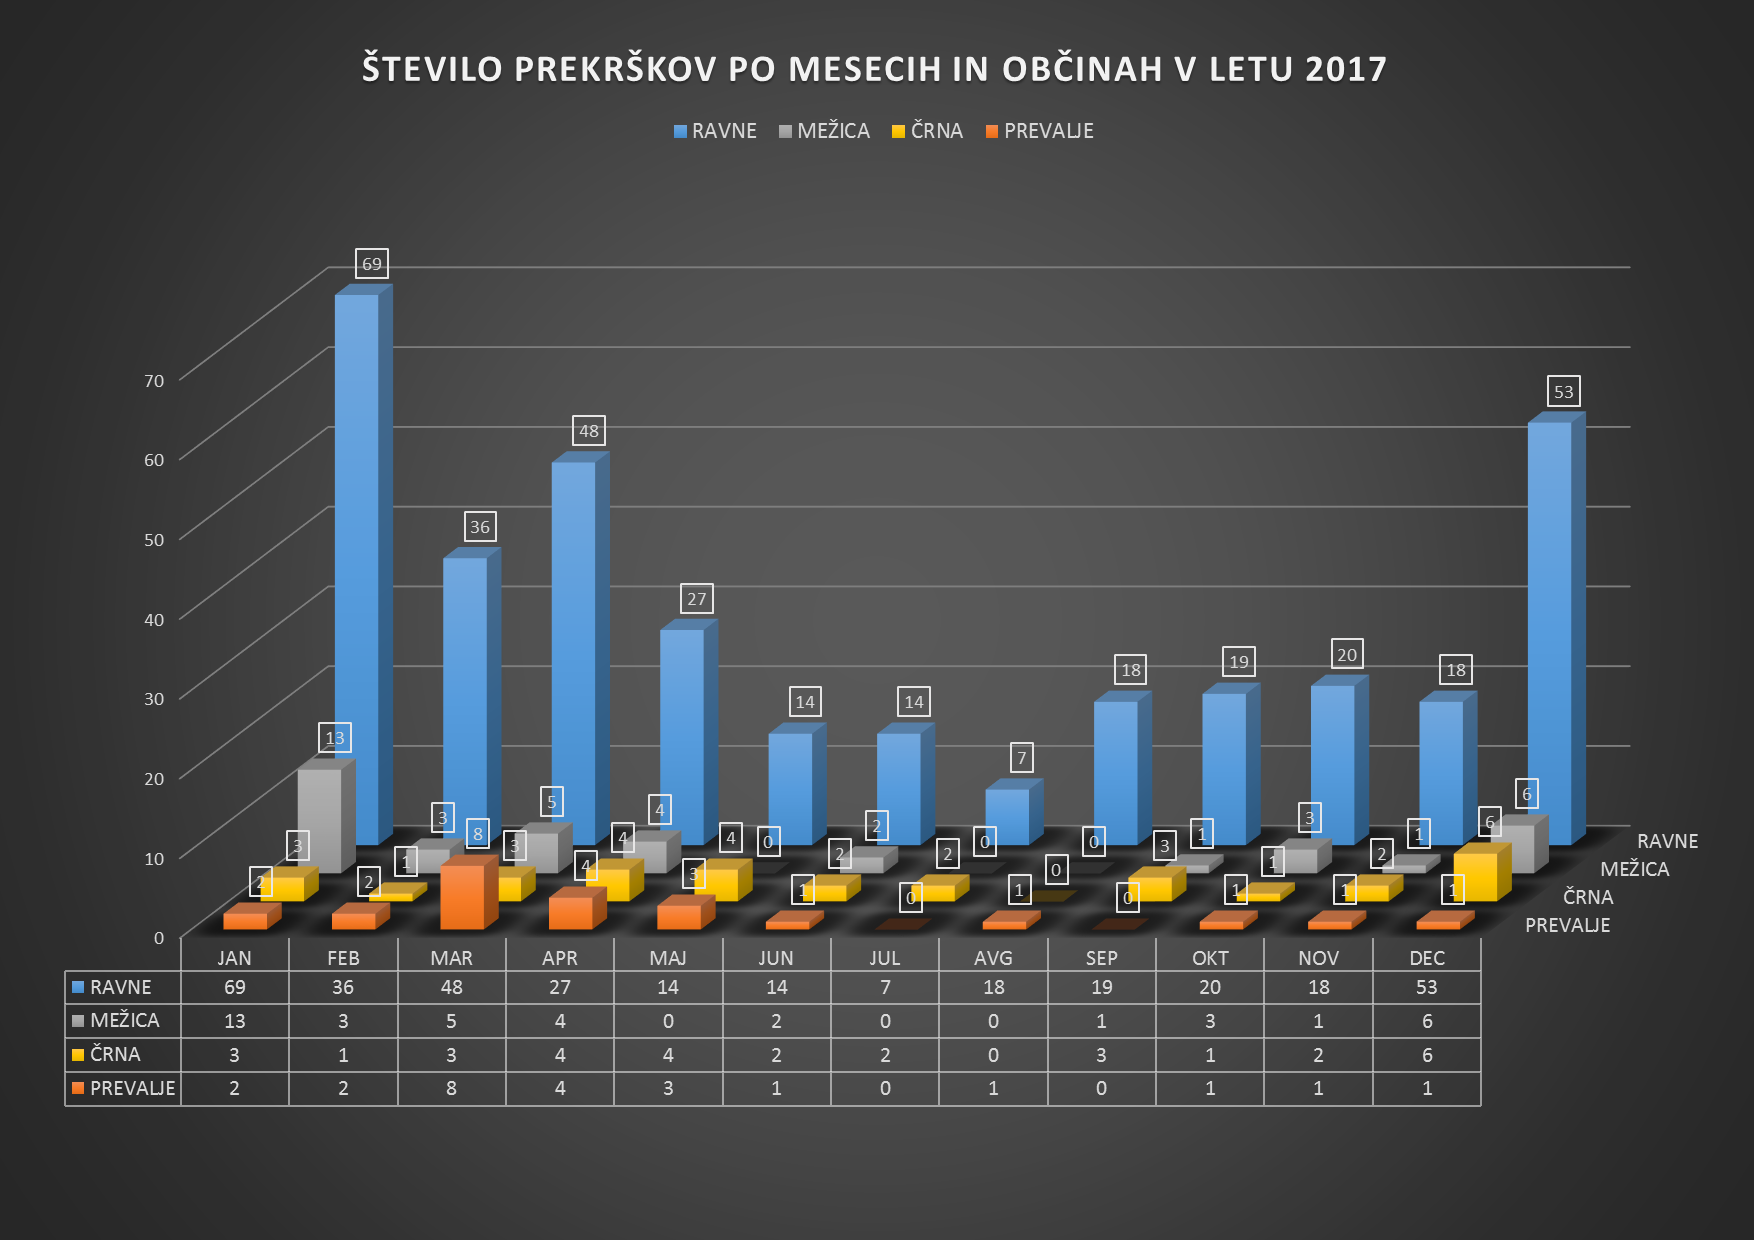 ŠTEVILO PREKRŠKOV PO MESECIH IN OBČINAH V LETU 2017
RAVNE MEŽICA ČRNA PREVALJE
69
53
70
48
60
36
50
27
40
18 19 20 18
30
14 14
13 7
20
3 5 4 6
3 8 3 4 4 0 2 2 0 0 3 1 3 1 6
RAVNE
10
2 2 1 4 3 1 2 0 1 0 0 1 1 1 2 1
MEŽICA
ČRNA
PREVALJE
0
JAN FEB MAR APR MAJ JUN JUL AVG SEP OKT NOV DEC
RAVNE 69 36 48 27 14 14 7 18 19 20 18 53
MEŽICA 13 3 5 4 0 2 0 0 1 3 1 6
ČRNA 3 1 3 4 4 2 2 0 3 1 2 6
PREVALJE 2 2 8 4 3 1 0 1 0 1 1 1